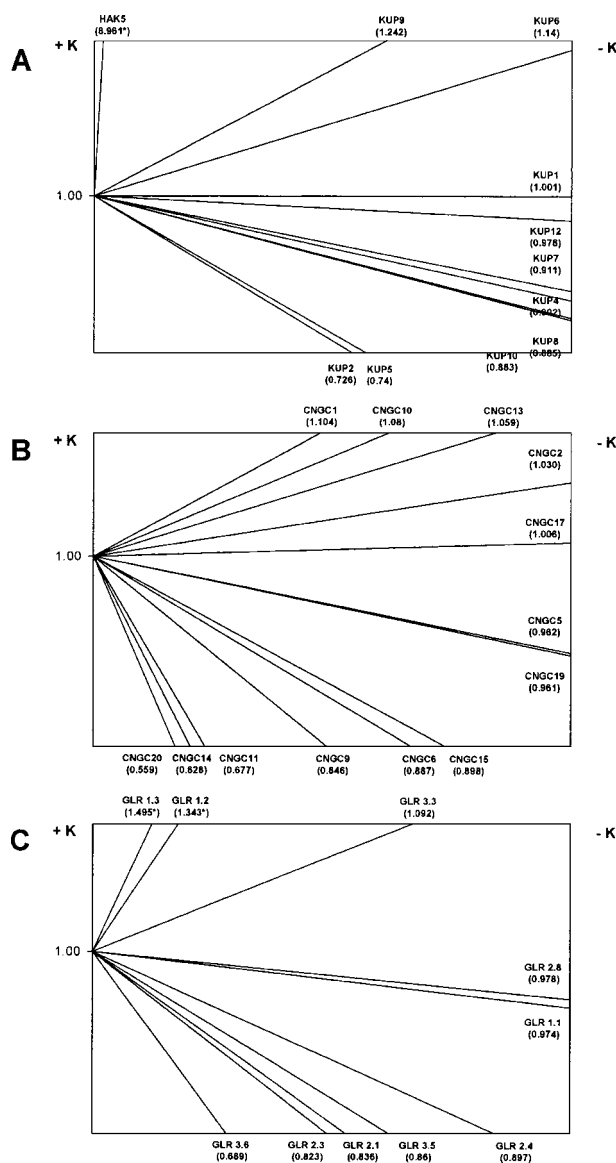 HAK5
(8.961*)
KUP9
(1.242)
KUP6
(1.14)
+ K
- K
A
KUP1
(1.001)
1.00
KUP12
(0.978)
KUP7
(0.911)
KUP4
(0.902)
KUP8
(0.885)
KUP2
(0.726)
KUP5
(0.74)
KUP10
(0.883)
CNGC1
(1.104)
CNGC10
(1.08)
CNGC13
(1.059)
+ K
- K
B
CNGC2
(1.030)
CNGC17
(1.006)
1.00
CNGC5
(0.962)
CNGC19
(0.961)
CNGC20
(0.559)
CNGC14
(0.628)
CNGC11
(0.677)
CNGC9
(0.846)
CNGC6
(0.887)
CNGC15
(0.898)
GLR 1.3
(1.495*)
GLR 1.2
(1.343*)
GLR 3.3
(1.092)
+ K
- K
C
1.00
GLR 2.8
(0.978)
GLR 1.1
(0.974)
GLR 3.6
(0.689)
GLR 2.3
(0.823)
GLR 2.1
(0.836)
GLR 3.5
(0.86)
GLR 2.4
(0.897)